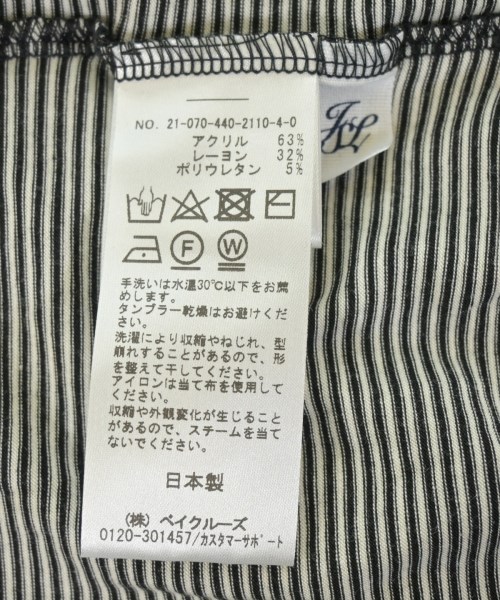 NO. 21-070-440-2110-4-0
アクリル 63%
レーヨン 32%
ポリウレタン 5%
F W
手洗いは水温30℃以下をお薦
めします。
タンブラー乾燥はお避けくださ
い。
洗濯により収縮やねじれ、型
崩れすることがあるので、形
を整えて干してください。
アイロンは当て布を使用して
ください。
収縮や外観変化が生じること
があるので、スチームを当て
ないでください。
日本製
(株) ベイクルーズ
0120-301457/カスタマーサポート